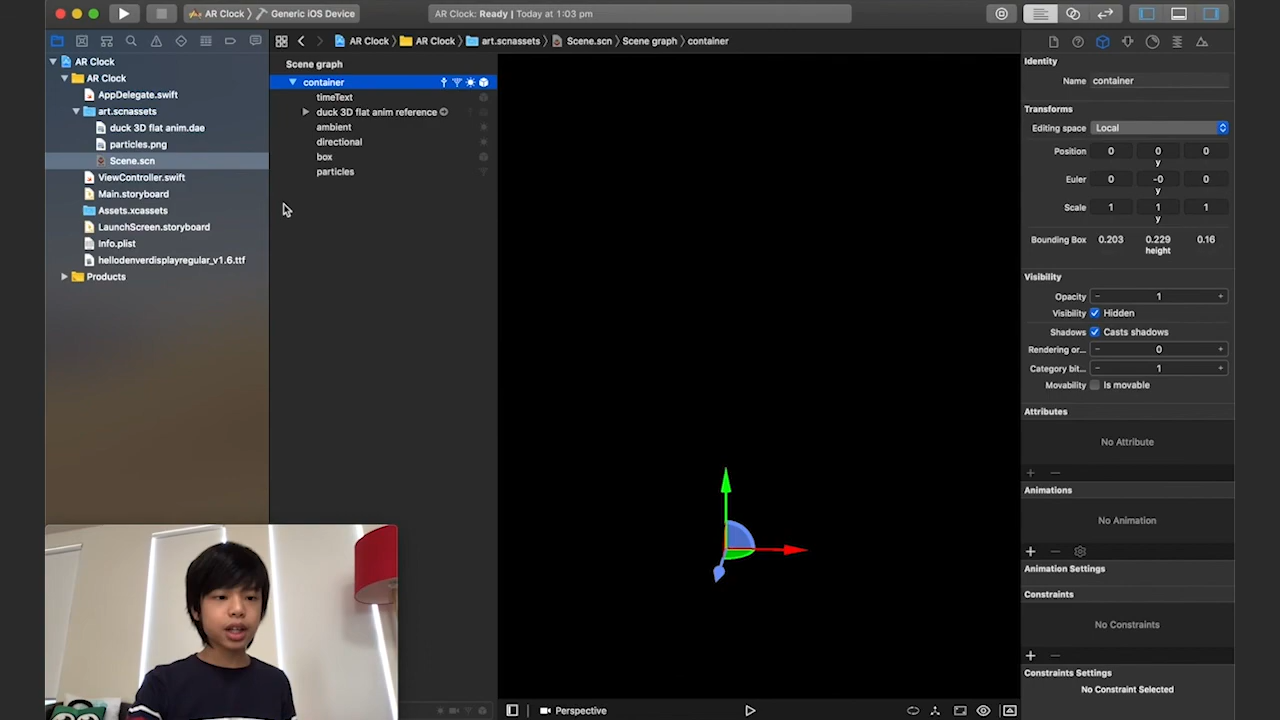 AR Clock
Generic iOS Device
AR Clock: Ready | Today at 1:03 pm
AR Clock
AR Clock
art.scnassets
Scene.scn
Scene graph
container
AR Clock
AR Clock
AppDelegate.swift
art.scnassets
duck 3D flat anim.dae
particles.png
Scene.scn
ViewController.swift
Main.storyboard
Assets.xcassets
LaunchScreen.storyboard
Info.plist
hellodenverdisplayregular_v1.6.ttf
Products
Scene graph
container
timeText
duck 3D flat anim reference
ambient
directional
box
particles
Perspective
Identity
Name container
Transforms
Editing space Local
Position 0 0 0
y
Euler 0 -0 0
y
Scale 1 1 1
y
Bounding Box 0.203 0.229 0.16
height
Visibility
Opacity − 1 +
Visibility Hidden
Shadows Casts shadows
Rendering or... − 0 +
Category bit... − 1 +
Movability Is movable
Attributes
No Attribute
Animations
No Animation
Animation Settings
Constraints
No Constraints
Constraints Settings
No Constraint Selected